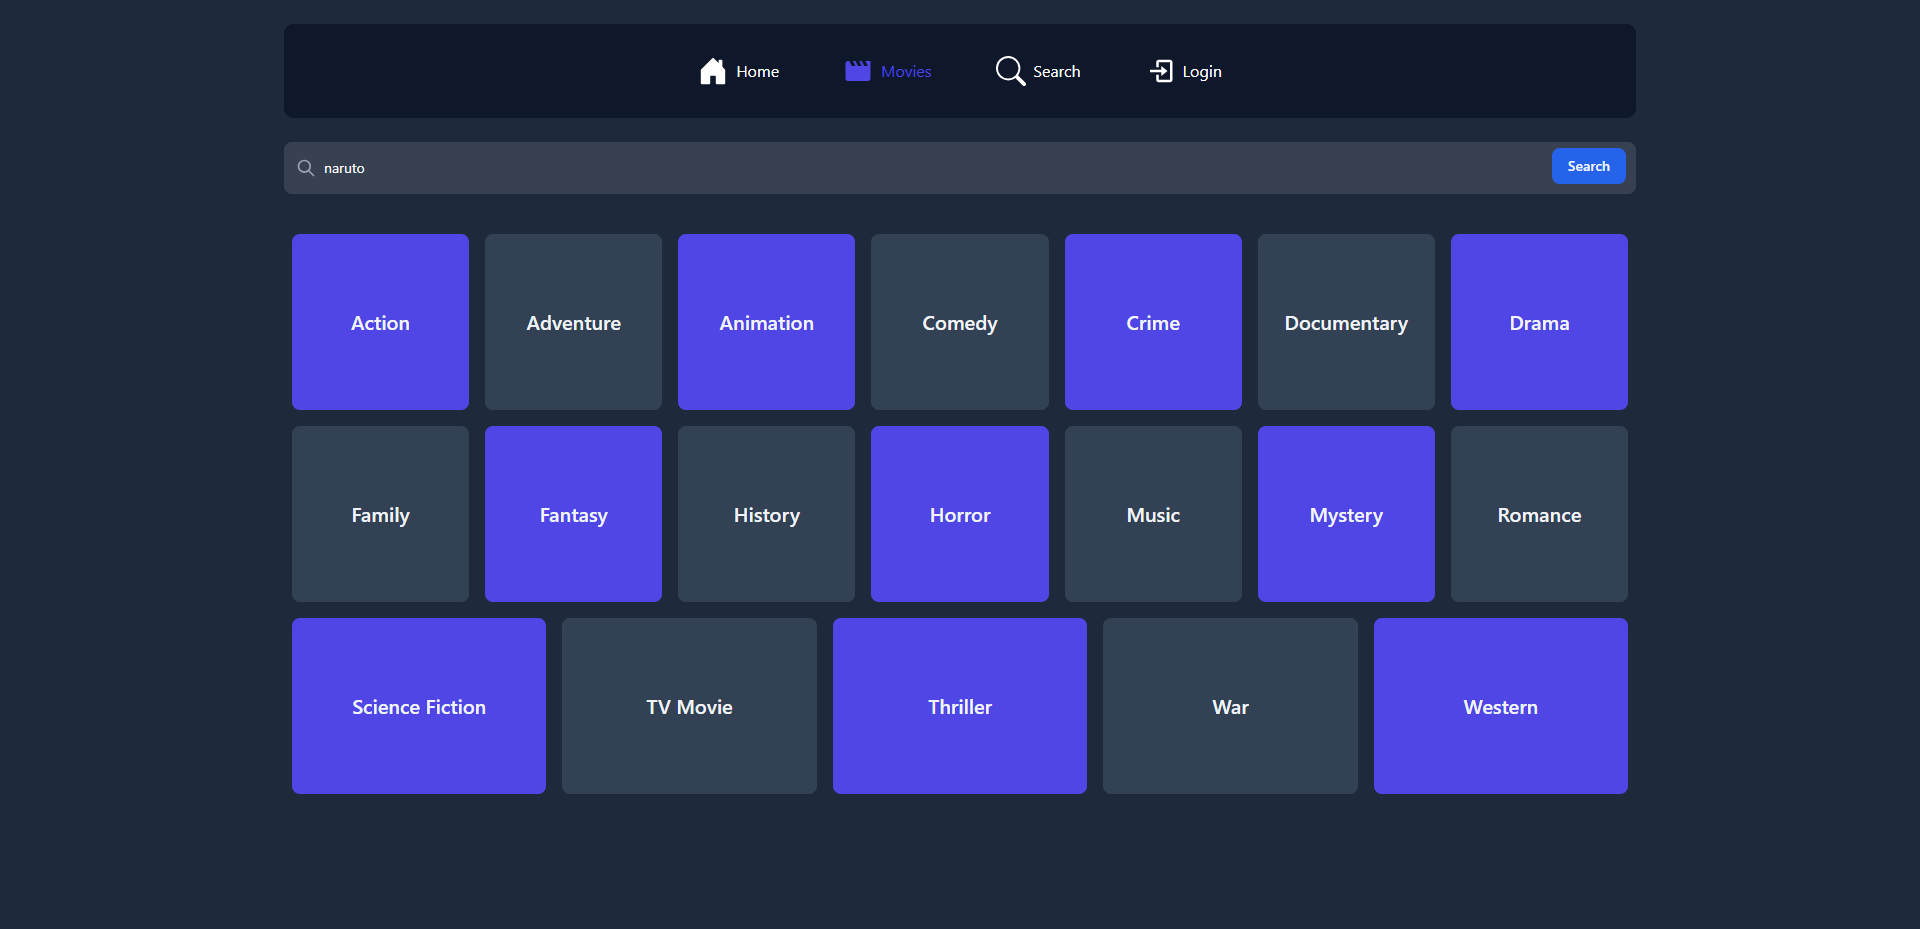 Home Movies Search Login
naruto Search
Action Adventure Animation Comedy Crime Documentary Drama
Family Fantasy History Horror Music Mystery Romance
Science Fiction TV Movie Thriller War Western